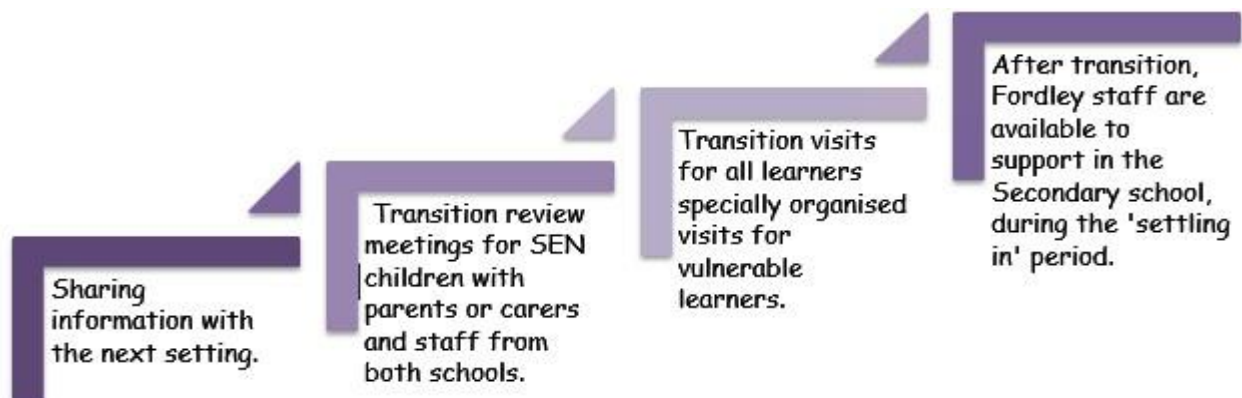 Sharing
information with
the next setting.
Transition review
meetings for SEN
children with
parents or carers
and staff from
both schools.
Transition visits
for all learners
specially organised
visits for
vulnerable
learners.
After transition,
Fordley staff are
available to
support in the
Secondary school,
during the 'settling
in' period.